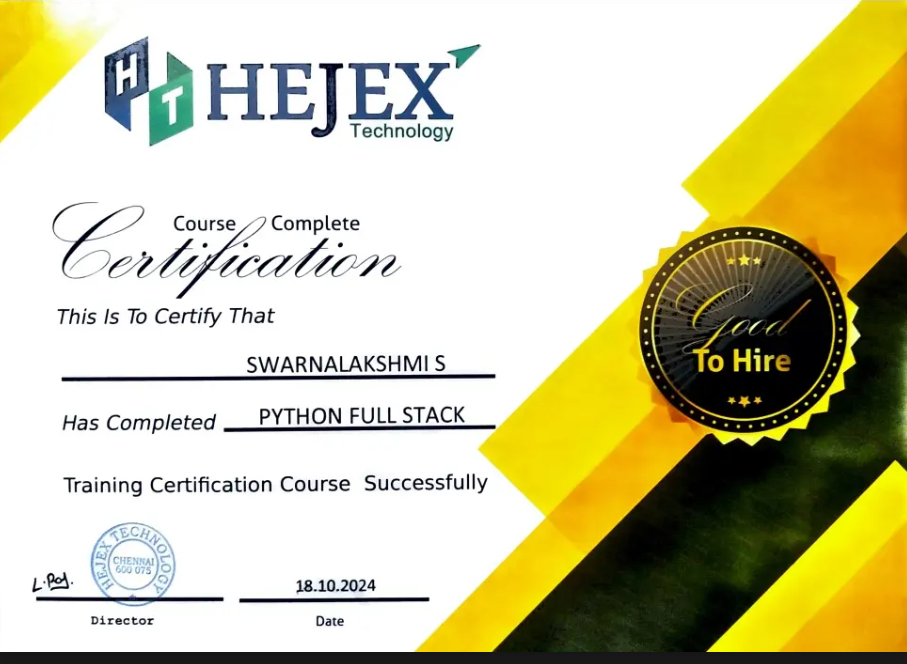 HT HEJEX
Technology
Course Complete
Certification
This Is To Certify That
SWARNALAKSHMI S
Has Completed PYTHON FULL STACK
Training Certification Course Successfully
Good
To Hire
HEJEX TECHNOLOGY
CHENNAI
600 075
L.Raj.
18.10.2024
Director
Date